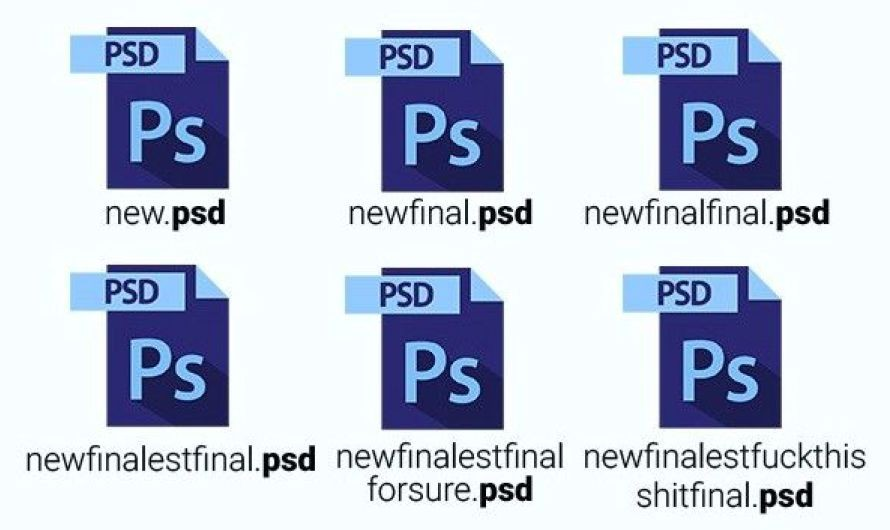 PSD
PSD
PSD
Ps
Ps
Ps
new.psd
newfinal.psd
newfinalfinal.psd
PSD
PSD
PSD
Ps
Ps
Ps
newfinalestfinal.psd
newfinalestfinal
forsure.psd
newfinalestfuckthis
shitfinal.psd